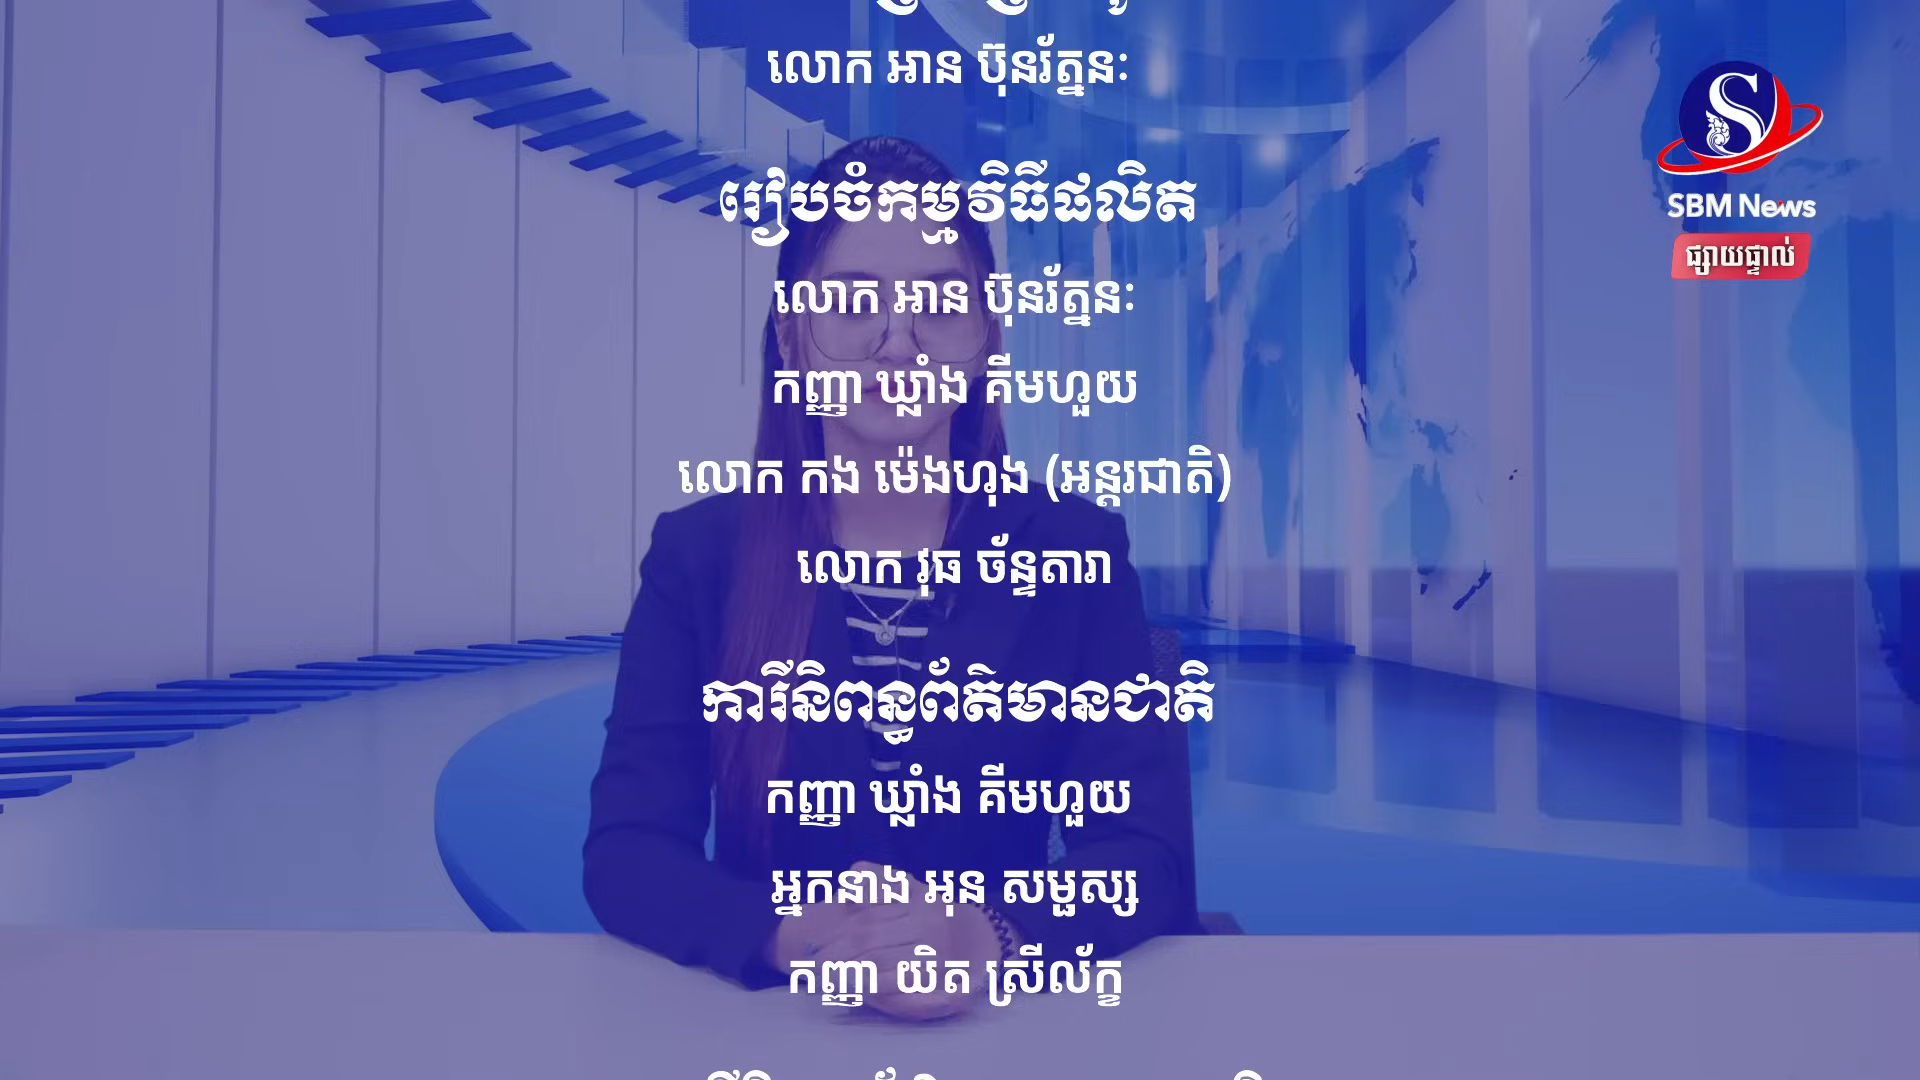 លោក អាន ប៊ុនរ័ត្ននៈ
រៀបចំកម្មវិធីផលិត
លោក អាន ប៊ុនរ័ត្ននៈ
កញ្ញា ឃ្លាំង គីមហួយ
លោក កង ម៉េងហុង (អន្តរជាតិ)
លោក វុធ ច័ន្ទតារា
ការីនិពន្ធព័ត៌មានជាតិ
កញ្ញា ឃ្លាំង គីមហួយ
អ្នកនាង អុន សម្ផស្ស
កញ្ញា យិត ស្រីល័ក្ខ
SBM News
ផ្សាយផ្ទាល់